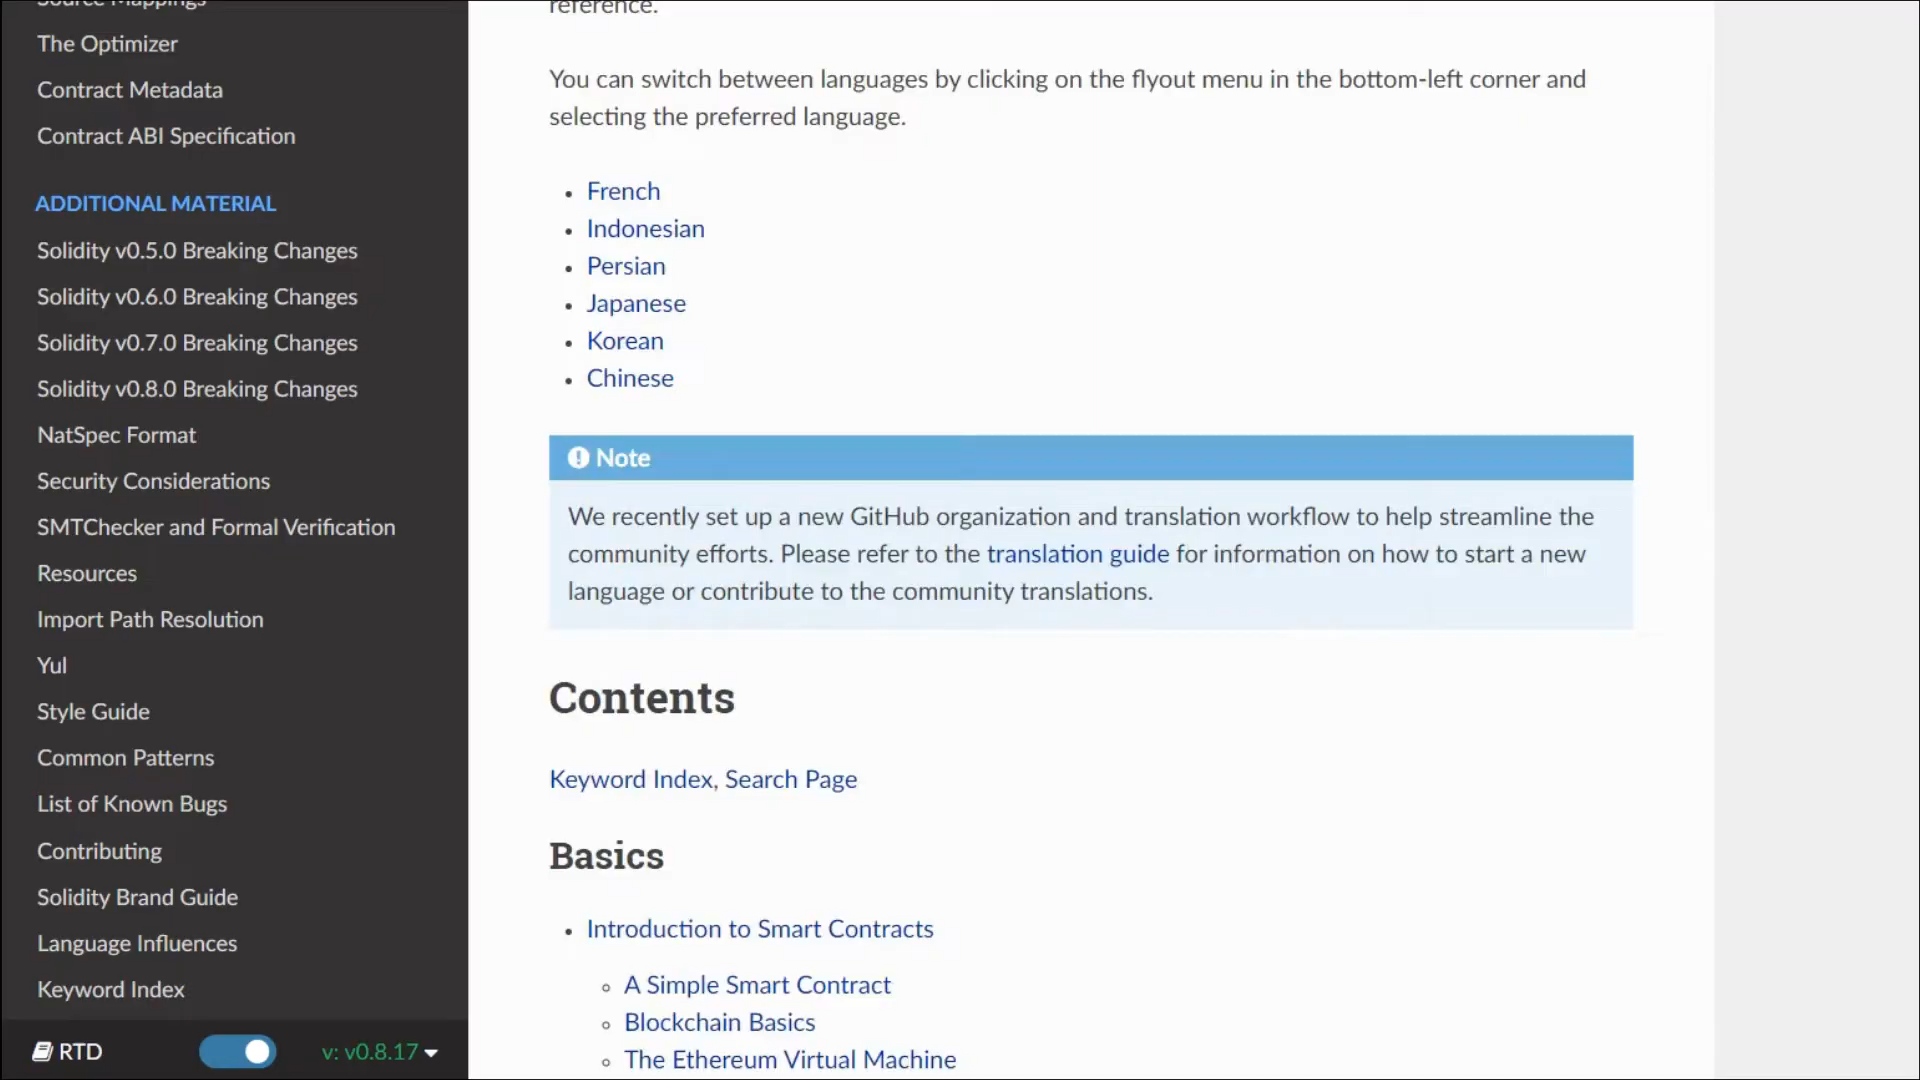 Source Mappings
The Optimizer
Contract Metadata
Contract ABI Specification
ADDITIONAL MATERIAL
Solidity v0.5.0 Breaking Changes
Solidity v0.6.0 Breaking Changes
Solidity v0.7.0 Breaking Changes
Solidity v0.8.0 Breaking Changes
NatSpec Format
Security Considerations
SMTChecker and Formal Verification
Resources
Import Path Resolution
Yul
Style Guide
Common Patterns
List of Known Bugs
Contributing
Solidity Brand Guide
Language Influences
Keyword Index
RTD
v: v0.8.17
reference.
You can switch between languages by clicking on the flyout menu in the bottom-left corner and
selecting the preferred language.
• French
• Indonesian
• Persian
• Japanese
• Korean
• Chinese
Note
We recently set up a new GitHub organization and translation workflow to help streamline the
community efforts. Please refer to the translation guide for information on how to start a new
language or contribute to the community translations.
Contents
Keyword Index, Search Page
Basics
• Introduction to Smart Contracts
◦ A Simple Smart Contract
◦ Blockchain Basics
◦ The Ethereum Virtual Machine